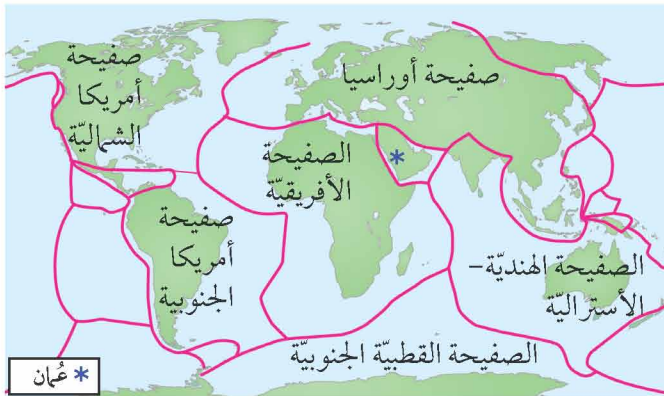 صفيحة
أمريكا
الشماليّة
صفيحة أوراسيا
الصفيحة
الأفريقيّة
صفيحة
أمريكا
الجنوبية
الصفيحة الهنديّة-
الأستراليّة
الصفيحة القطبيّة الجنوبيّة
* عُمان